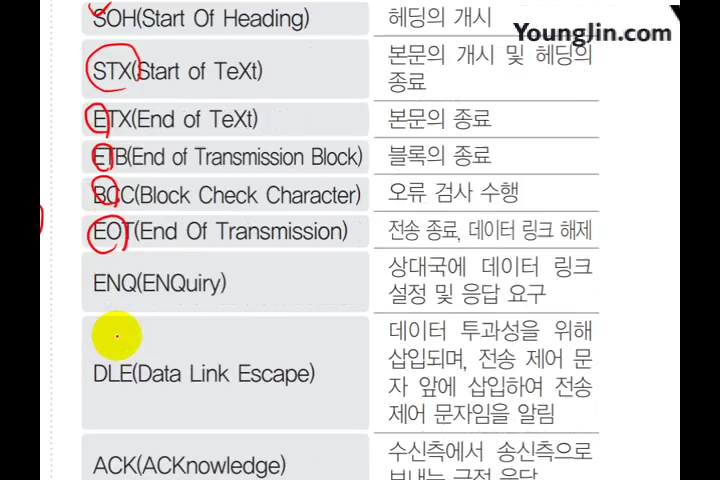 SOH(Start Of Heading) 헤딩의 개시
YoungJin.com
STX(Start of TeXt) 본문의 개시 및 헤딩의
종료
ETX(End of TeXt) 본문의 종료
ETB(End of Transmission Block) 블록의 종료
BCC(Block Check Character) 오류 검사 수행
EOT(End Of Transmission) 전송 종료, 데이터 링크 해제
ENQ(ENQuiry) 상대국에 데이터 링크
설정 및 응답 요구
DLE(Data Link Escape) 데이터 투과성을 위해
삽입되며, 전송 제어 문
자 앞에 삽입하여 전송
제어 문자임을 알림
ACK(ACKnowledge) 수신측에서 송신측으로
보내는 긍정 응답